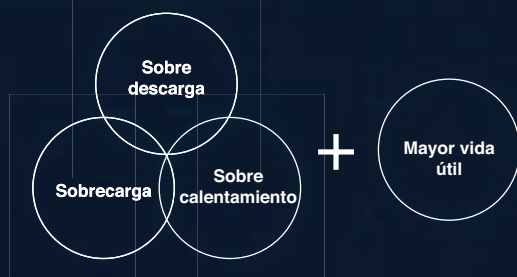 Sobre
descarga
Sobrecarga
Sobre
calentamiento
+
Mayor vida
útil